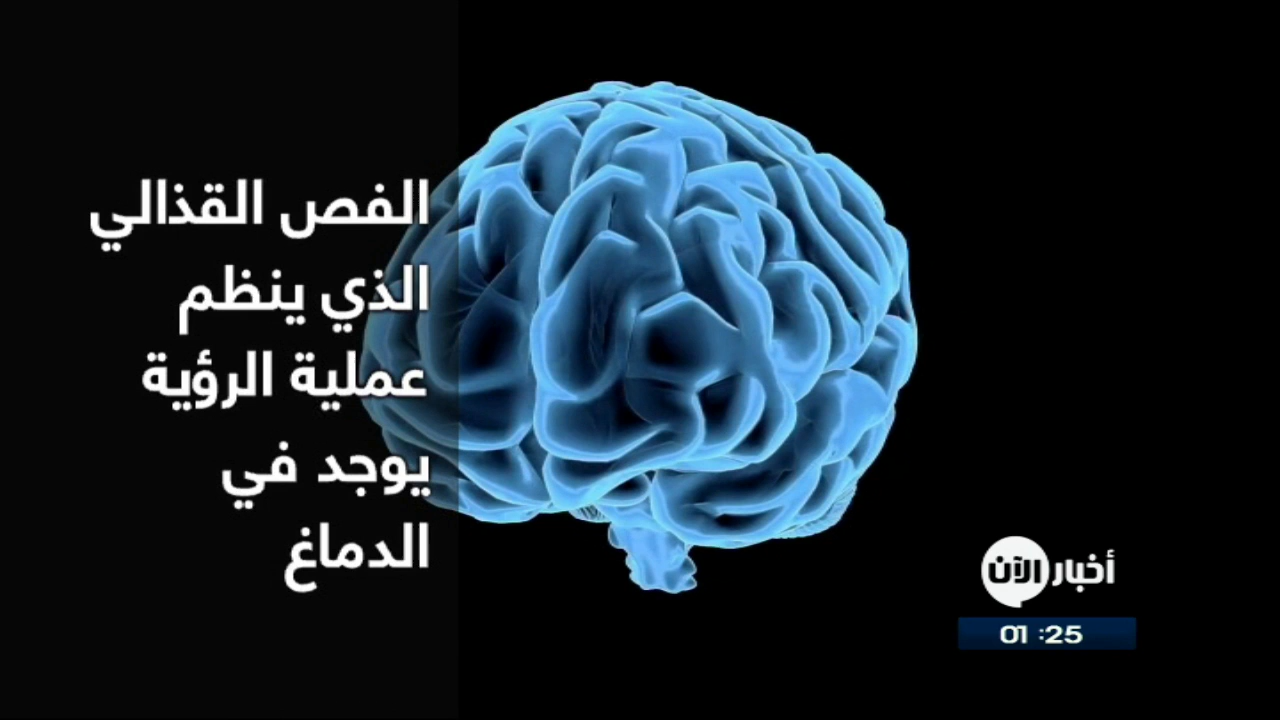 الفص القذالي
الذي ينظم
عملية الرؤية
يوجد في
الدماغ
أخبار الآن
01 :25